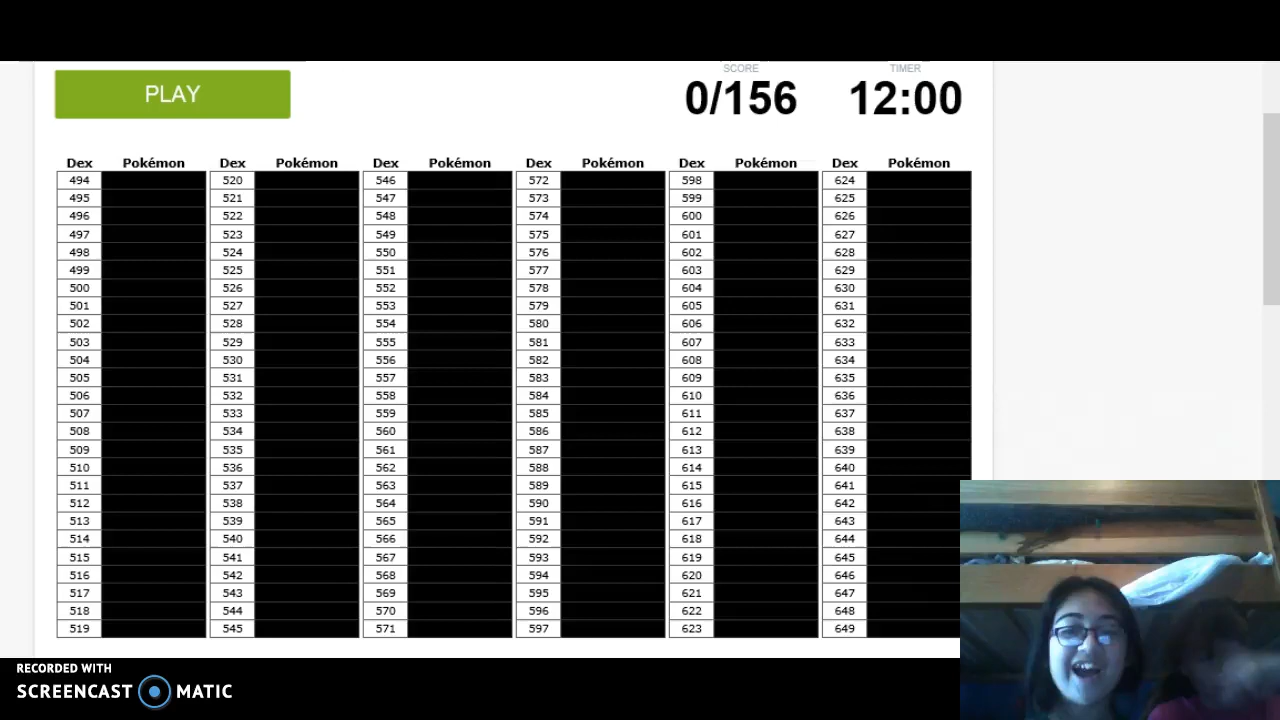 SCORE TIMER
PLAY 0/156 12:00
Dex Pokémon Dex Pokémon Dex Pokémon Dex Pokémon Dex Pokémon Dex Pokémon
494 520 546 572 598 624
495 521 547 573 599 625
496 522 548 574 600 626
497 523 549 575 601 627
498 524 550 576 602 628
499 525 551 577 603 629
500 526 552 578 604 630
501 527 553 579 605 631
502 528 554 580 606 632
503 529 555 581 607 633
504 530 556 582 608 634
505 531 557 583 609 635
506 532 558 584 610 636
507 533 559 585 611 637
508 534 560 586 612 638
509 535 561 587 613 639
510 536 562 588 614 640
511 537 563 589 615 641
512 538 564 590 616 642
513 539 565 591 617 643
514 540 566 592 618 644
515 541 567 593 619 645
516 542 568 594 620 646
517 543 569 595 621 647
518 544 570 596 622 648
519 545 571 597 623 649
RECORDED WITH
SCREENCAST MATIC